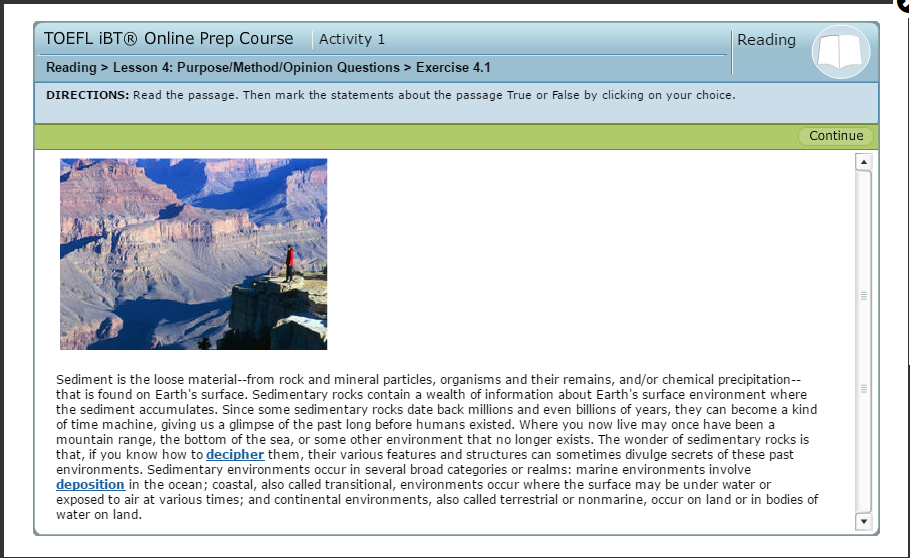 TOEFL iBT® Online Prep Course
Activity 1
Reading
Reading > Lesson 4: Purpose/Method/Opinion Questions > Exercise 4.1
DIRECTIONS: Read the passage. Then mark the statements about the passage True or False by clicking on your choice.
Continue
Sediment is the loose material--from rock and mineral particles, organisms and their remains, and/or chemical precipitation--
that is found on Earth's surface. Sedimentary rocks contain a wealth of information about Earth's surface environment where
the sediment accumulates. Since some sedimentary rocks date back millions and even billions of years, they can become a kind
of time machine, giving us a glimpse of the past long before humans existed. Where you now live may once have been a
mountain range, the bottom of the sea, or some other environment that no longer exists. The wonder of sedimentary rocks is
that, if you know how to decipher them, their various features and structures can sometimes divulge secrets of these past
environments. Sedimentary environments occur in several broad categories or realms: marine environments involve
deposition in the ocean; coastal, also called transitional, environments occur where the surface may be under water or
exposed to air at various times; and continental environments, also called terrestrial or nonmarine, occur on land or in bodies of
water on land.